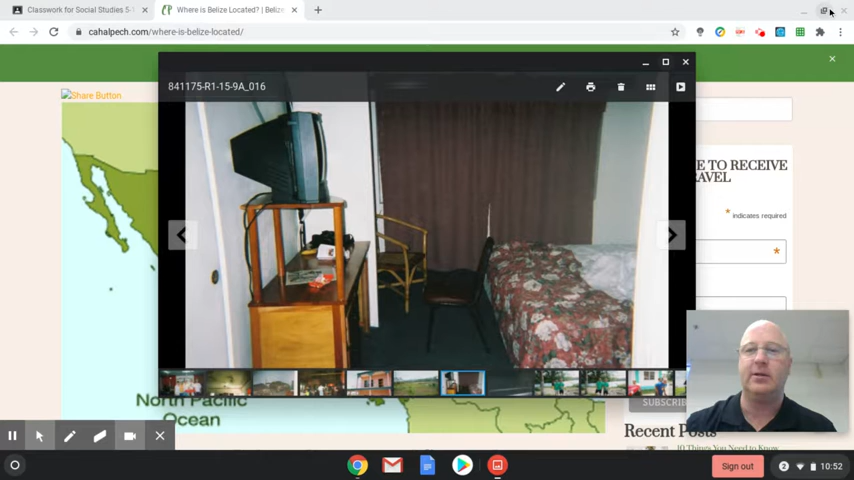 Classwork for Social Studies 5-1
Where is Belize Located? | Belize
cahalpech.com/where-is-belize-located/
Share Button
841175-R1-15-9A_016
E TO RECEIVE
AVEL
* indicates required
*
North Pacific
Ocean
SUBSCRIB
Recent Posts
10 Things You Need to Know
Sign out
2
10:52